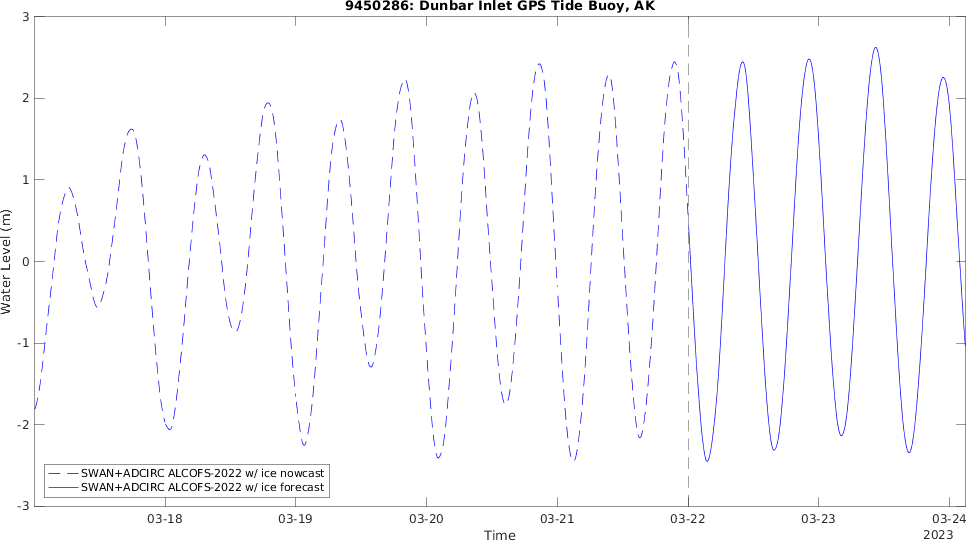 9450286: Dunbar Inlet GPS Tide Buoy, AK
3
2
1
0
-1
-2
-3
Water Level (m)
SWAN+ADCIRC ALCOFS-2022 w/ ice nowcast
SWAN+ADCIRC ALCOFS-2022 w/ ice forecast
03-18 03-19 03-20 03-21 03-22 03-23 03-24
Time
2023